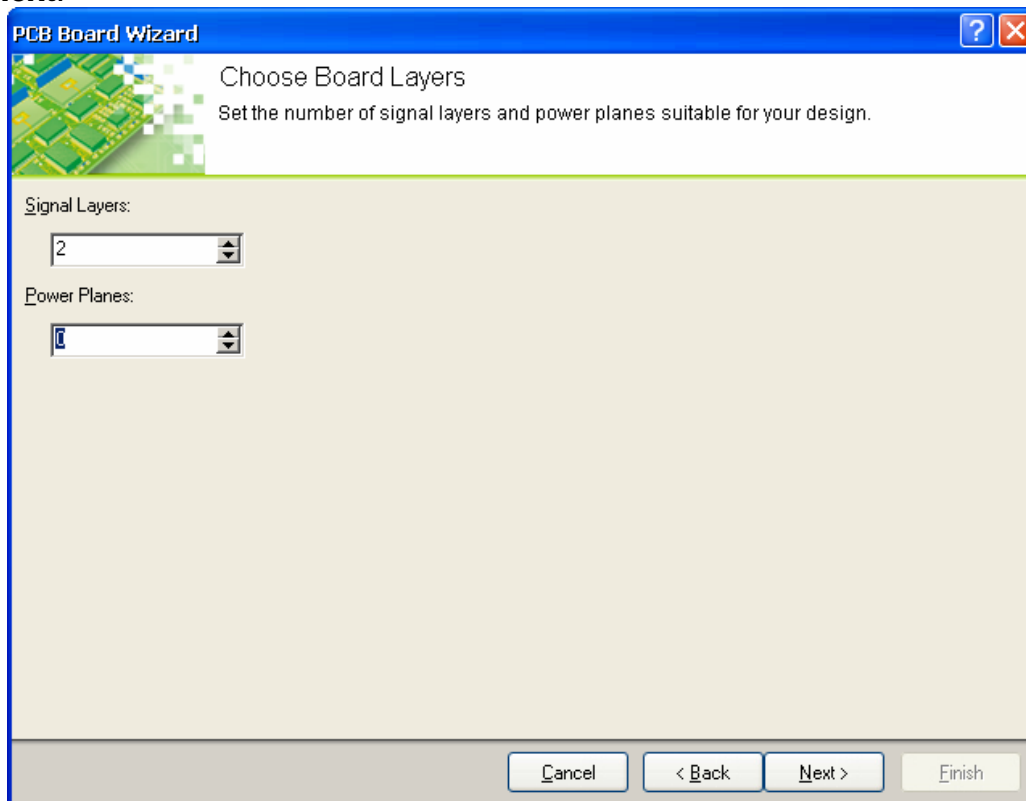 PCB Board Wizard
Choose Board Layers
Set the number of signal layers and power planes suitable for your design.
Signal Layers:
2
Power Planes:
0
Cancel
< Back
Next >
Finish